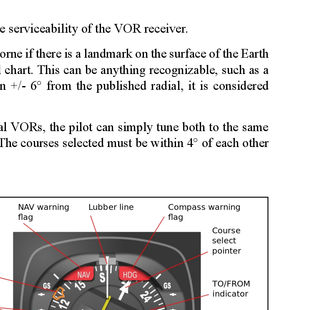 e serviceability of the VOR receiver.
orne if there is a landmark on the surface of the Earth
chart. This can be anything recognizable, such as a
n +/- 6° from the published radial, it is considered
al VORs, the pilot can simply tune both to the same
The courses selected must be within 4° of each other
NAV warning flag
Lubber line
Compass warning flag
Course select pointer
TO/FROM indicator
NAV
S
HDG
GS
GS
12
15
24